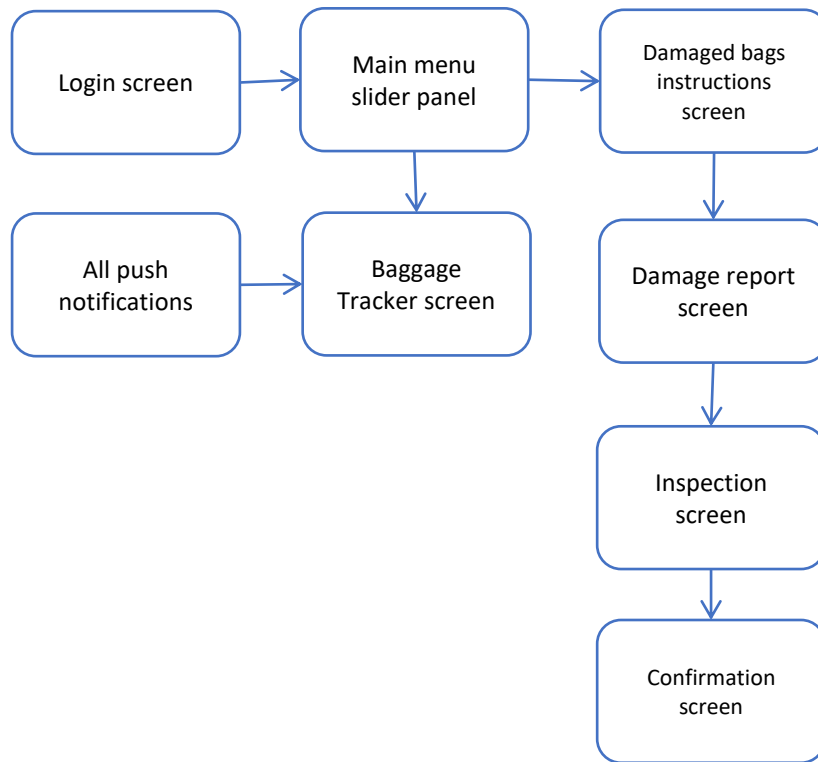 Login screen
Main menu
slider panel
Damaged bags
instructions
screen
All push
notifications
Baggage
Tracker screen
Damage report
screen
Inspection
screen
Confirmation
screen